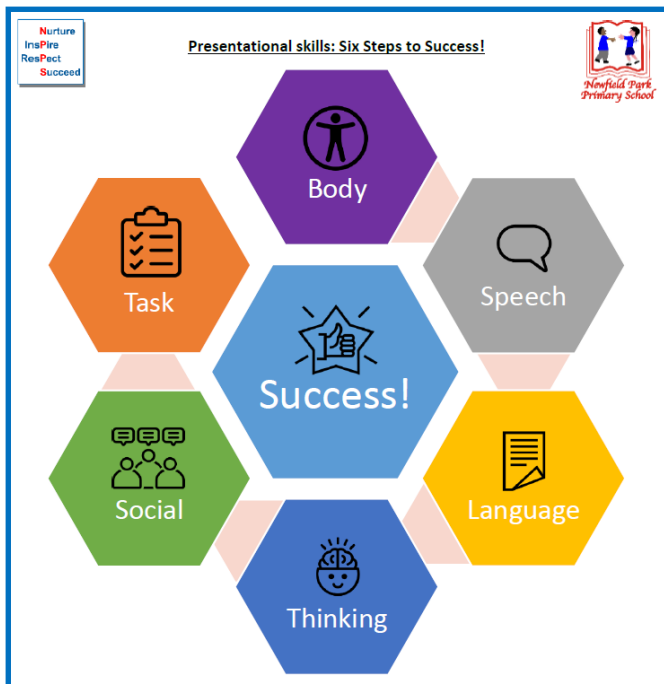 Nurture
InsPire
ResPect
Succeed
Presentational skills: Six Steps to Success!
Newfield Park
Primary School
Body
Task
Speech
Success!
Social
Language
Thinking